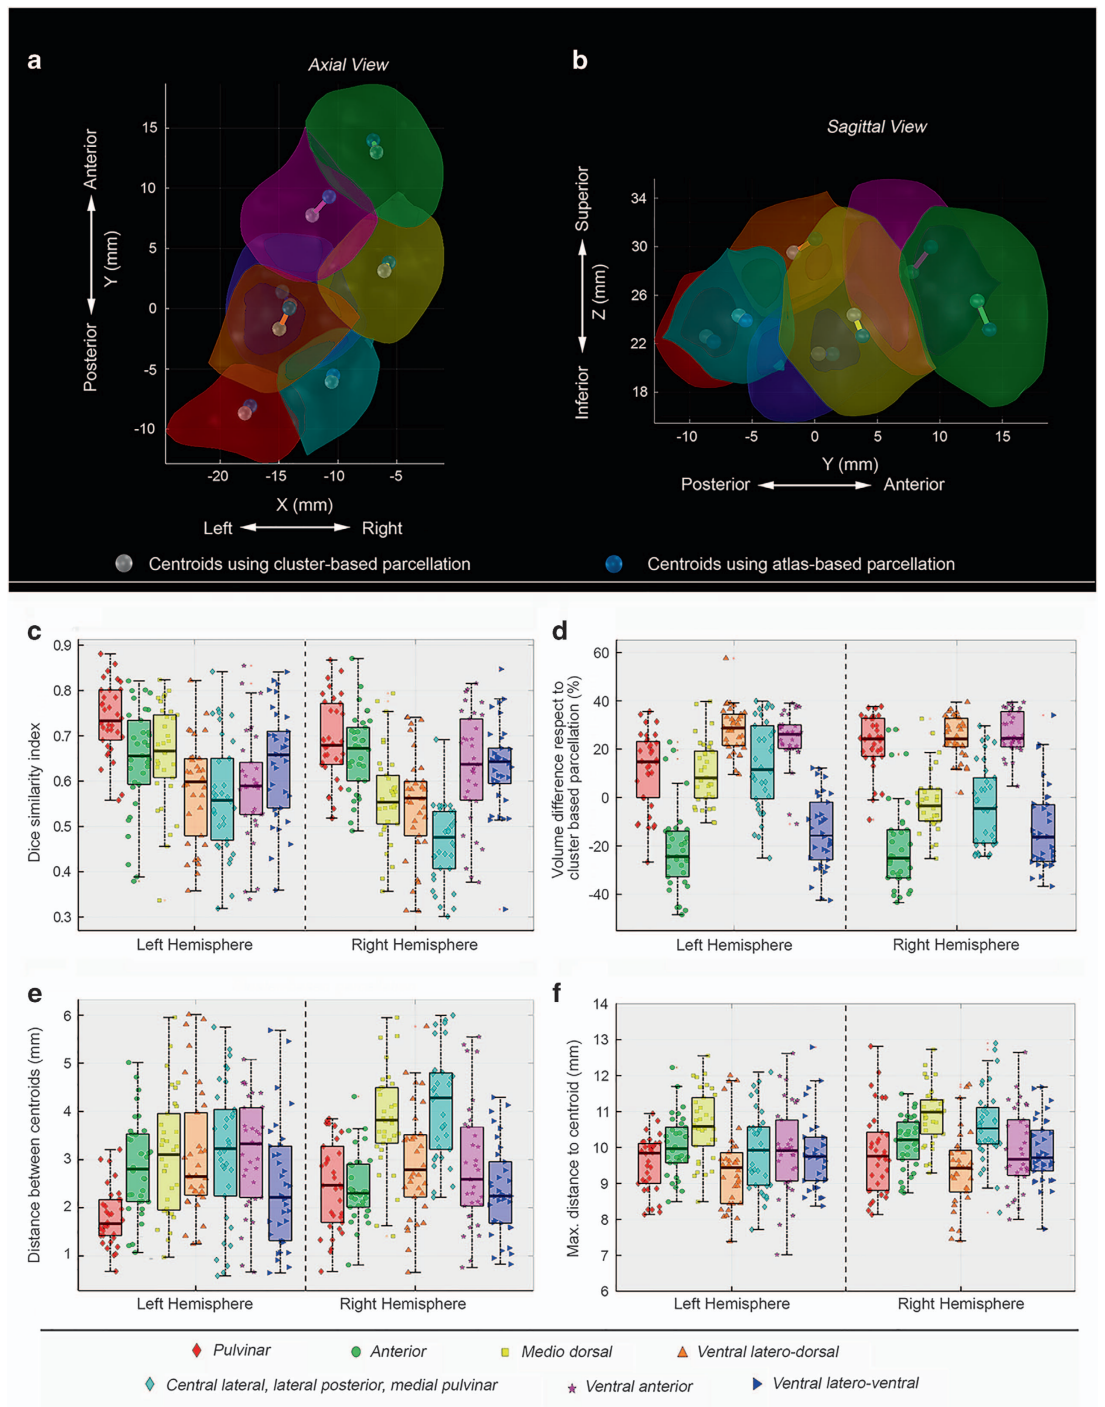 a
Axial View
Anterior
Y (mm)
Posterior
15
10
5
0
-5
-10
-20
-15
-10
-5
X (mm)
Left
Right
b
Sagittal View
Superior
Z (mm)
Inferior
34
30
26
22
18
-10
-5
0
5
10
15
Y (mm)
Posterior
Anterior
Centroids using cluster-based parcellation
Centroids using atlas-based parcellation
c
Dice similarity index
0.9
0.8
0.7
0.6
0.5
0.4
0.3
Left Hemisphere
Right Hemisphere
d
Volume difference respect to
cluster based parcellation (%)
60
40
20
0
-20
-40
Left Hemisphere
Right Hemisphere
e
Distance between centroids (mm)
6
5
4
3
2
1
Left Hemisphere
Right Hemisphere
f
Max. distance to centroid (mm)
14
13
12
11
10
9
8
7
6
Left Hemisphere
Right Hemisphere
Pulvinar
Anterior
Medio dorsal
Ventral latero-dorsal
Central lateral, lateral posterior, medial pulvinar
Ventral anterior
Ventral latero-ventral